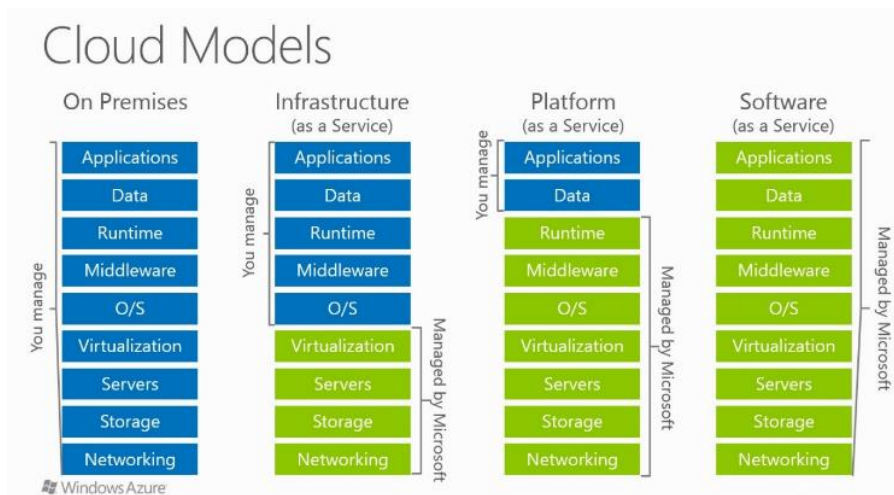 Cloud Models
On Premises
You manage
Applications
Data
Runtime
Middleware
O/S
Virtualization
Servers
Storage
Networking
Infrastructure
(as a Service)
You manage
Applications
Data
Runtime
Middleware
O/S
Virtualization
Servers
Storage
Networking
Managed by Microsoft
Platform
(as a Service)
You manage
Applications
Data
Runtime
Middleware
O/S
Virtualization
Servers
Storage
Networking
Managed by Microsoft
Software
(as a Service)
Applications
Data
Runtime
Middleware
O/S
Virtualization
Servers
Storage
Networking
Managed by Microsoft
Windows Azure